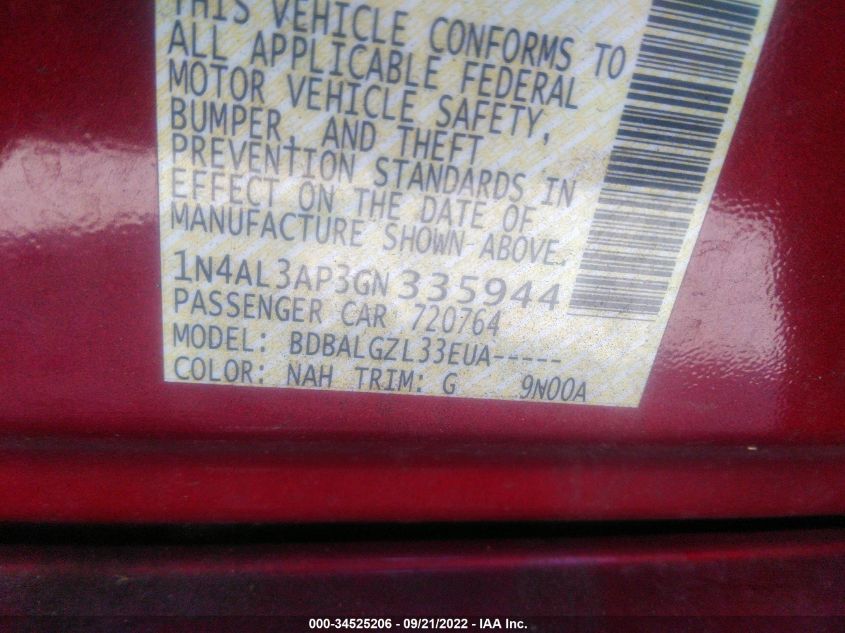 THIS VEHICLE CONFORMS TO
ALL APPLICABLE FEDERAL
MOTOR VEHICLE SAFETY,
BUMPER, AND THEFT
PREVENTION STANDARDS IN
EFFECT ON THE DATE OF
MANUFACTURE SHOWN ABOVE.
1N4AL3AP3GN335944
PASSENGER CAR 720764
MODEL: BDBALGZL33EUA-----
COLOR: NAH TRIM: G 9N00A
000-34525206 - 09/21/2022 - IAA Inc.